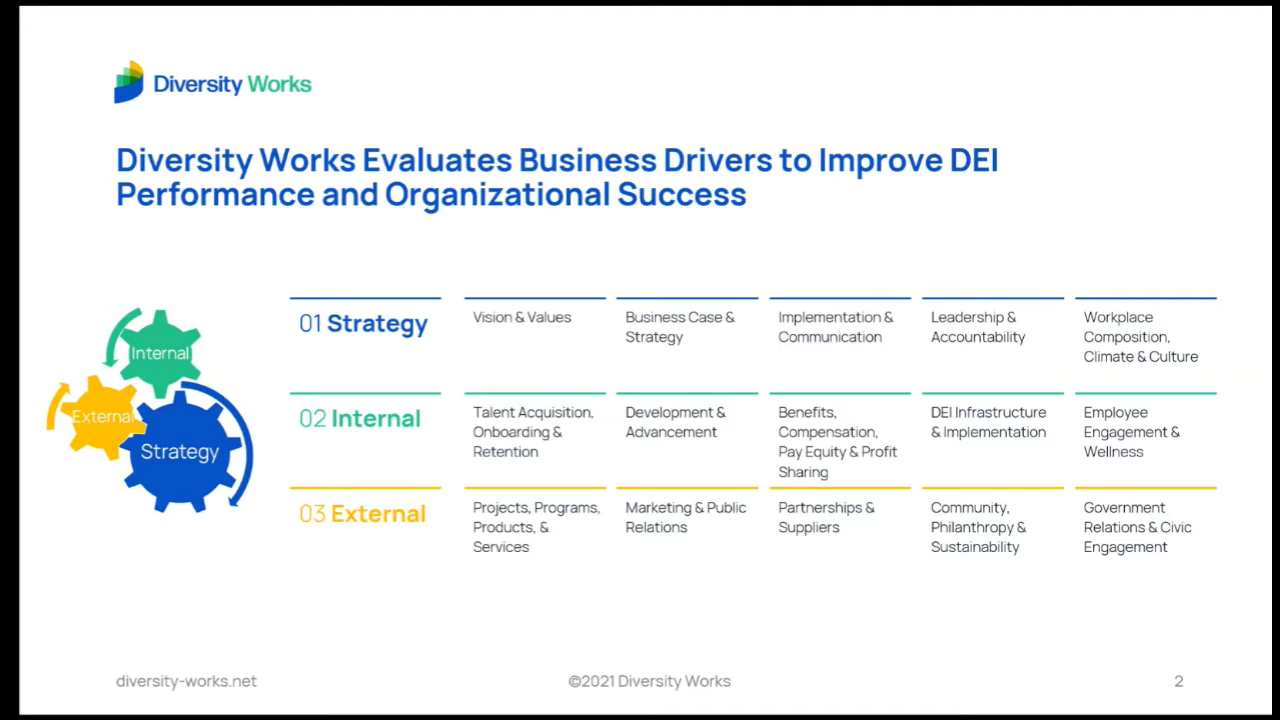 Diversity Works
Diversity Works Evaluates Business Drivers to Improve DEI
Performance and Organizational Success
Internal
External
Strategy
01 Strategy
Vision & Values
Business Case &
Strategy
Implementation &
Communication
Leadership &
Accountability
Workplace
Composition,
Climate & Culture
02 Internal
Talent Acquisition,
Onboarding &
Retention
Development &
Advancement
Benefits,
Compensation,
Pay Equity & Profit
Sharing
DEI Infrastructure
& Implementation
Employee
Engagement &
Wellness
03 External
Projects, Programs,
Products, &
Services
Marketing & Public
Relations
Partnerships &
Suppliers
Community,
Philanthropy &
Sustainability
Government
Relations & Civic
Engagement
diversity-works.net
©2021 Diversity Works
2